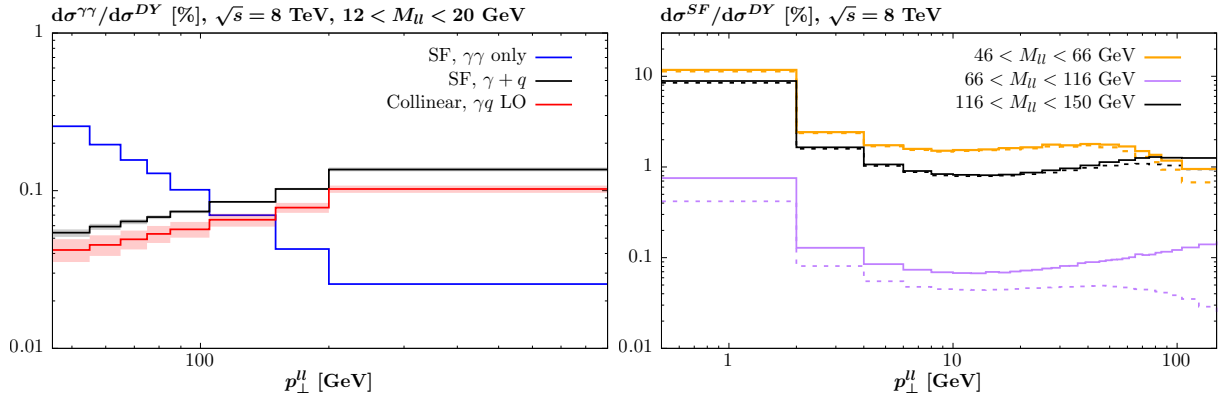 dσ^γγ/dσ^DY [%], √s = 8 TeV, 12 < M_ll < 20 GeV
1
0.1
0.01
SF, γγ only
SF, γ + q
Collinear, γq LO
100
p_⊥^ll [GeV]
dσ^SF/dσ^DY [%], √s = 8 TeV
10
1
0.1
0.01
46 < M_ll < 66 GeV
66 < M_ll < 116 GeV
116 < M_ll < 150 GeV
1
10
100
p_⊥^ll [GeV]